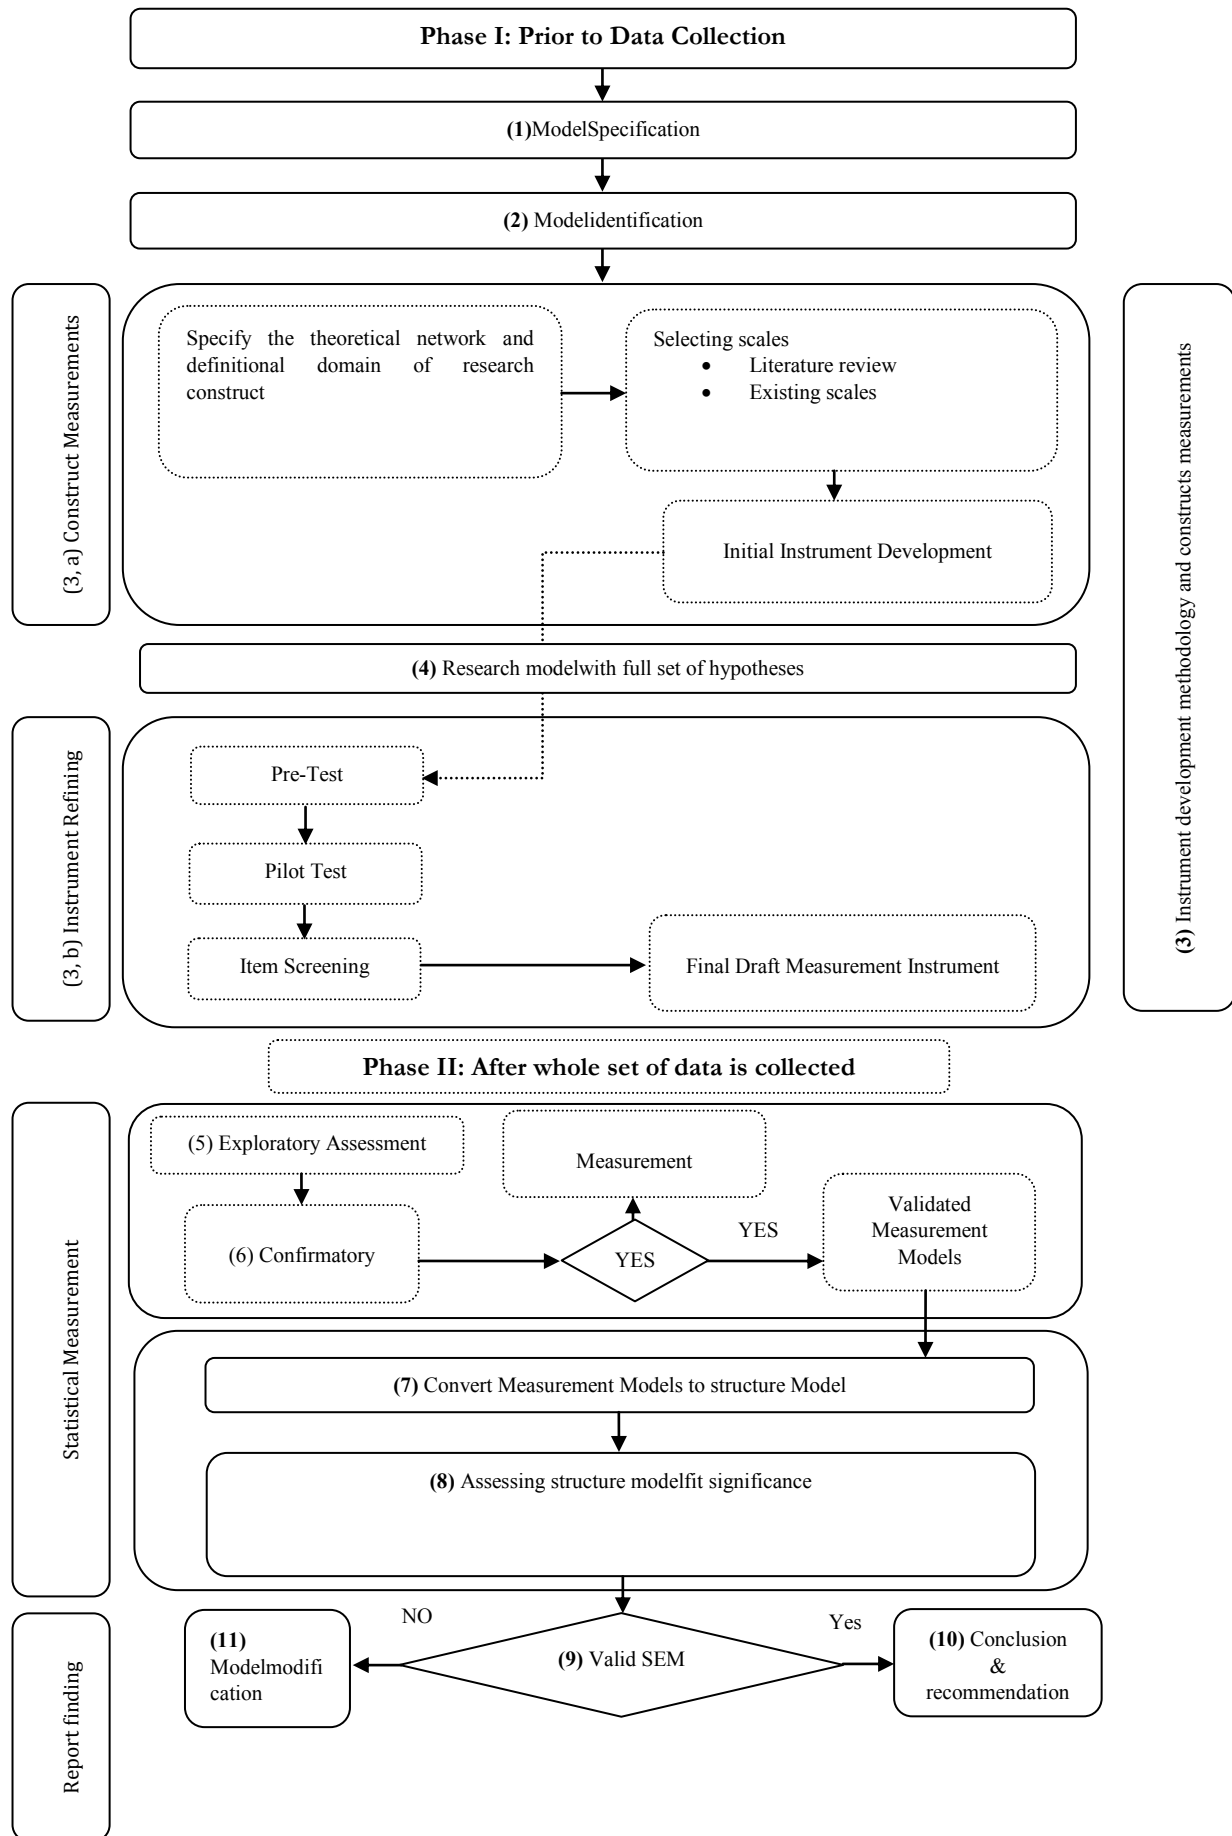 Phase I: Prior to Data Collection
(1)ModelSpecification
(2) Modelidentification
(3, a) Construct Measurements
Specify the theoretical network and
definitional domain of research
construct
Selecting scales
• Literature review
• Existing scales
Initial Instrument Development
(3) Instrument development methodology and constructs measurements
(4) Research modelwith full set of hypotheses
(3, b) Instrument Refining
Pre-Test
Pilot Test
Item Screening
Final Draft Measurement Instrument
Phase II: After whole set of data is collected
Statistical Measurement
(5) Exploratory Assessment
Measurement
(6) Confirmatory
YES
YES
Validated
Measurement
Models
(7) Convert Measurement Models to structure Model
(8) Assessing structure modelfit significance
Report finding
NO
Yes
(11)
Modelmodifi
cation
(9) Valid SEM
(10) Conclusion
&
recommendation